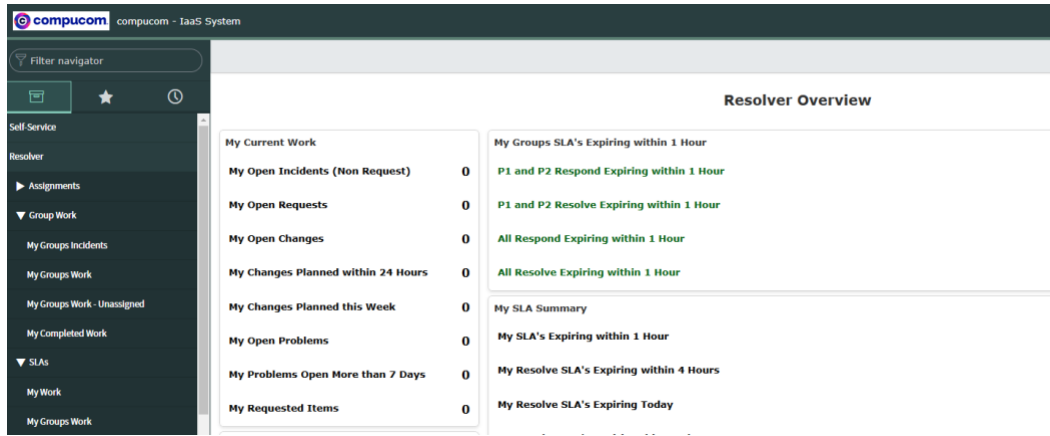 compucom compucom - IaaS System
Filter navigator
Self-Service
Resolver
Assignments
Group Work
My Groups Incidents
My Groups Work
My Groups Work - Unassigned
My Completed Work
SLAs
My Work
My Groups Work
Resolver Overview
My Current Work
My Open Incidents (Non Request) 0
My Open Requests 0
My Open Changes 0
My Changes Planned within 24 Hours 0
My Changes Planned this Week 0
My Open Problems 0
My Problems Open More than 7 Days 0
My Requested Items 0
My Groups SLA's Expiring within 1 Hour
P1 and P2 Respond Expiring within 1 Hour
P1 and P2 Resolve Expiring within 1 Hour
All Respond Expiring within 1 Hour
All Resolve Expiring within 1 Hour
My SLA Summary
My SLA's Expiring within 1 Hour
My Resolve SLA's Expiring within 4 Hours
My Resolve SLA's Expiring Today